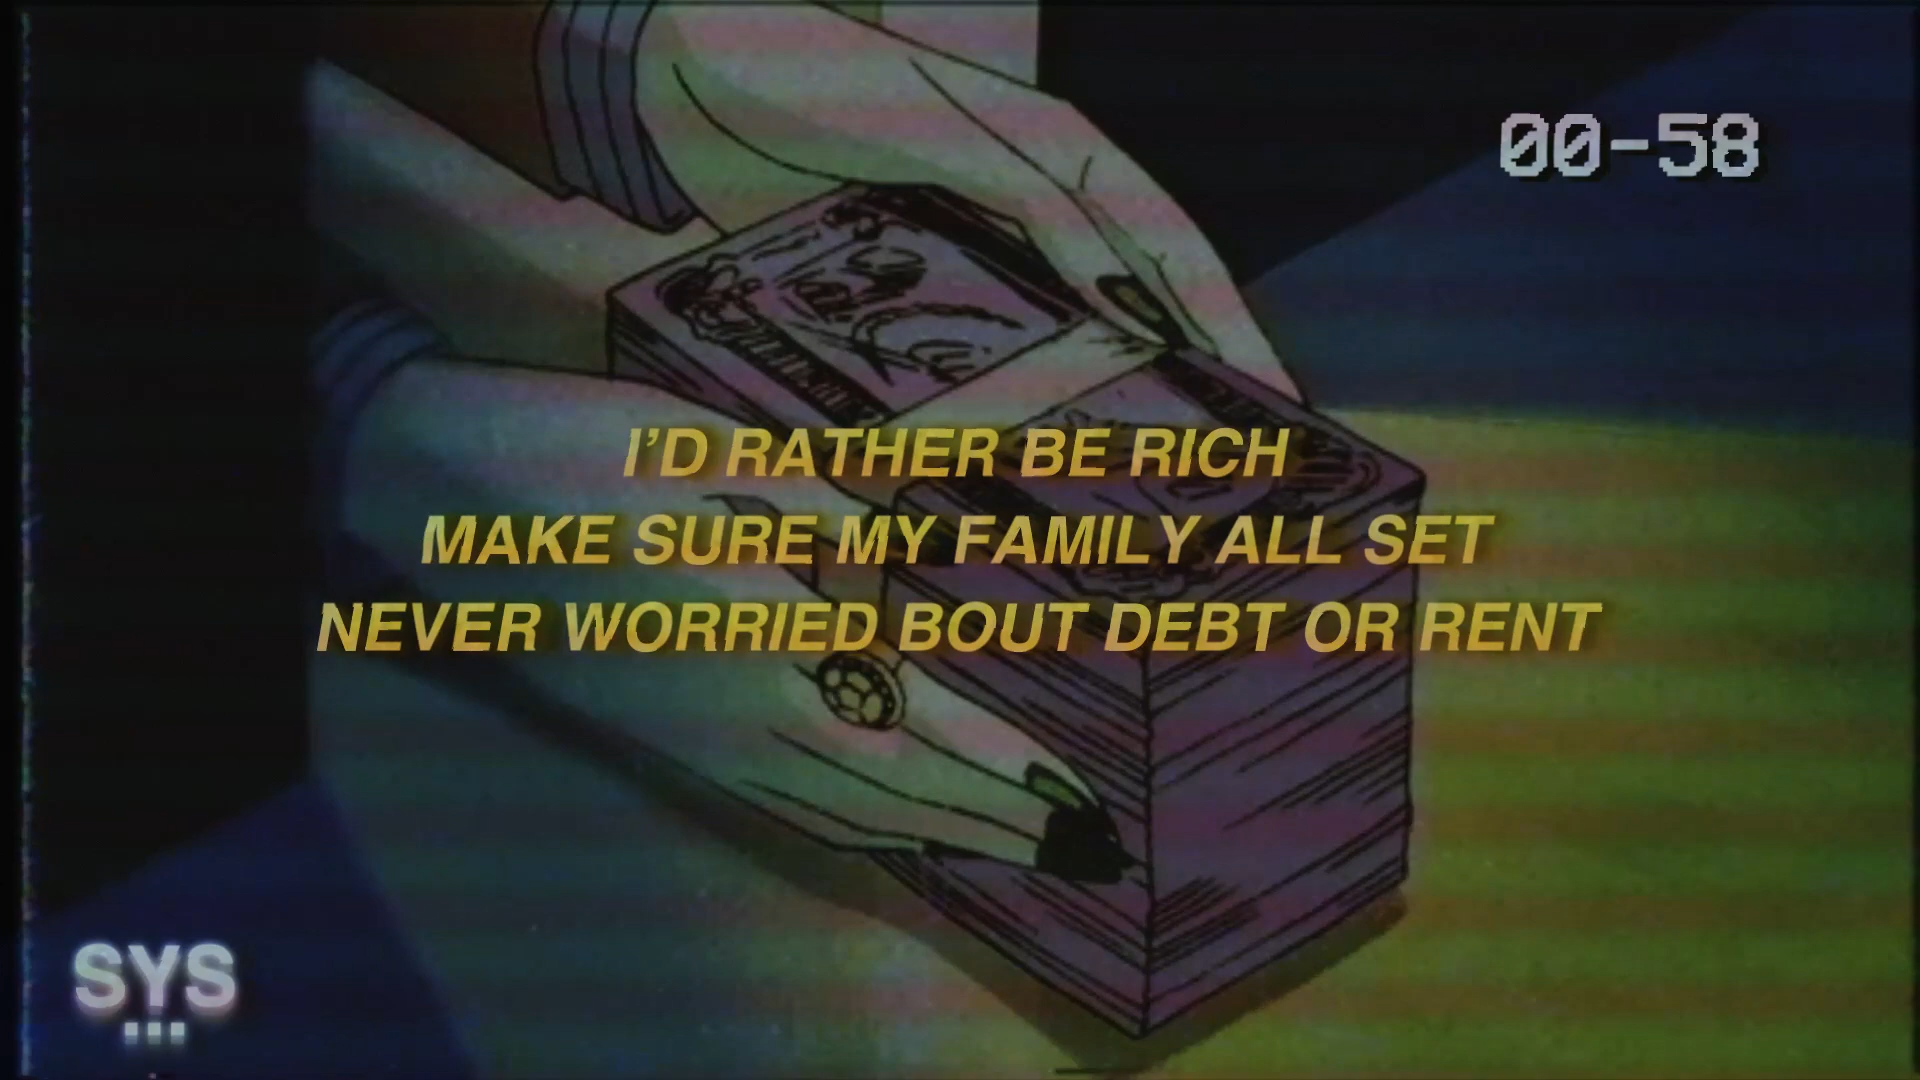 00-58
I'D RATHER BE RICH
MAKE SURE MY FAMILY ALL SET
NEVER WORRIED BOUT DEBT OR RENT
SYS